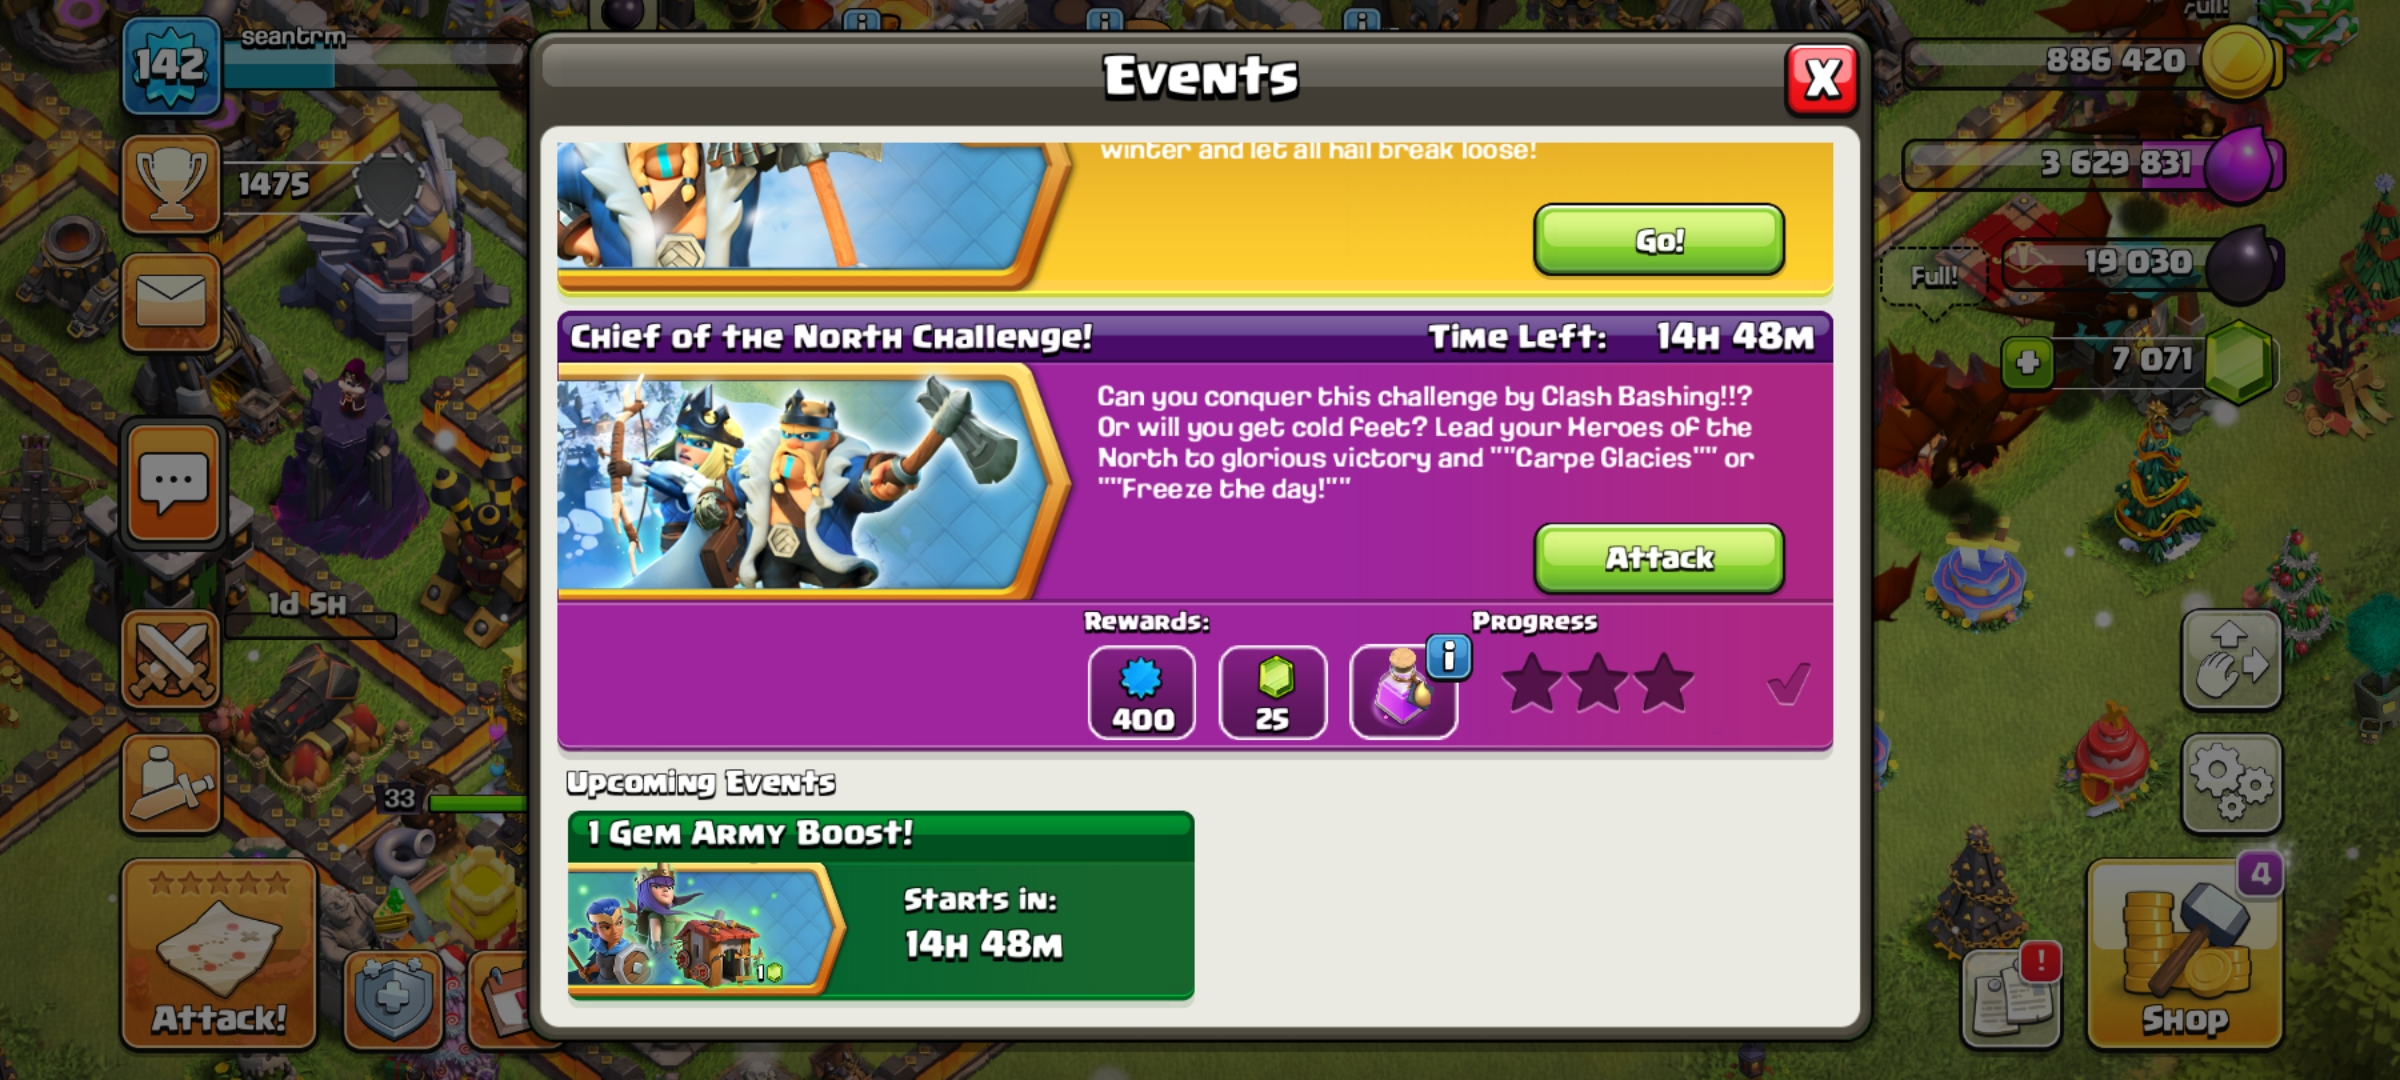 Full!
142
seantrm
Events
X
886 420
winter and let all hail break loose!
3 629 831
1475
Go!
19 030
Full!
Chief of the North Challenge!
Time Left: 14H 48M
7 071
Can you conquer this challenge by Clash Bashing!!?
Or will you get cold feet? Lead your Heroes of the
North to glorious victory and ""Carpe Glacies"" or
""Freeze the day!""
Attack
1d 5H
Rewards:
Progress
i
400
25
Upcoming Events
33
1 Gem Army Boost!
Starts in:
14H 48M
1
4
!
Attack!
Shop